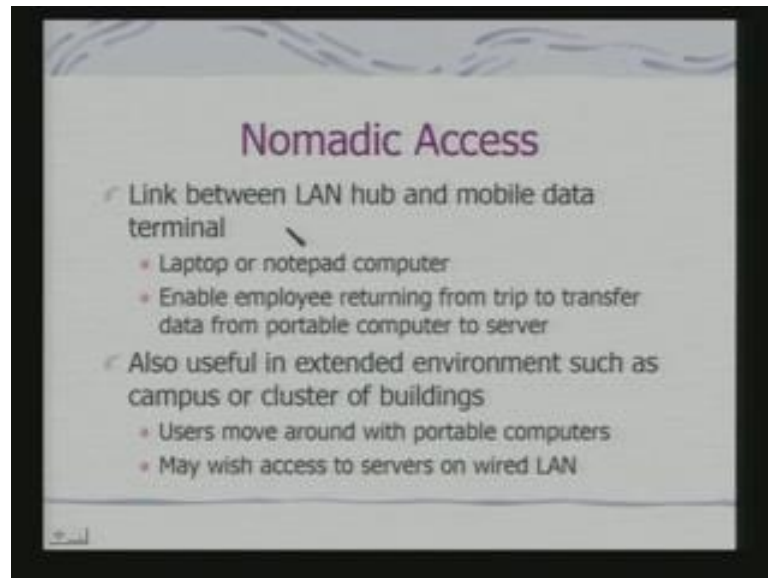 Nomadic Access
Link between LAN hub and mobile data
terminal
Laptop or notepad computer
Enable employee returning from trip to transfer
data from portable computer to server
Also useful in extended environment such as
campus or cluster of buildings
Users move around with portable computers
May wish access to servers on wired LAN